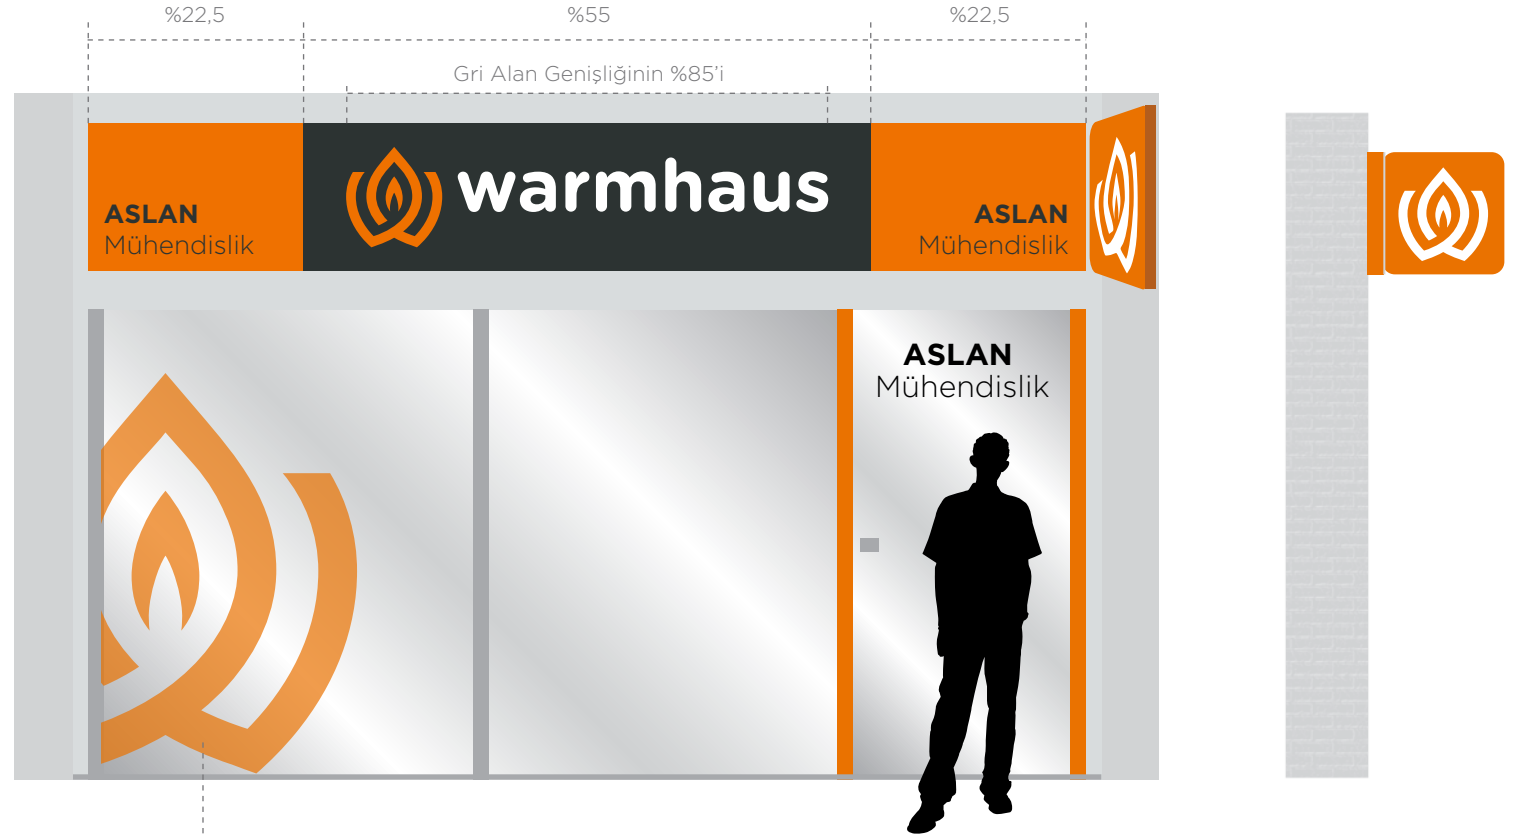 %22,5
%55
%22,5
Gri Alan Genişliğinin %85'i
warmhaus
ASLAN
Mühendislik
ASLAN
Mühendislik
ASLAN
Mühendislik